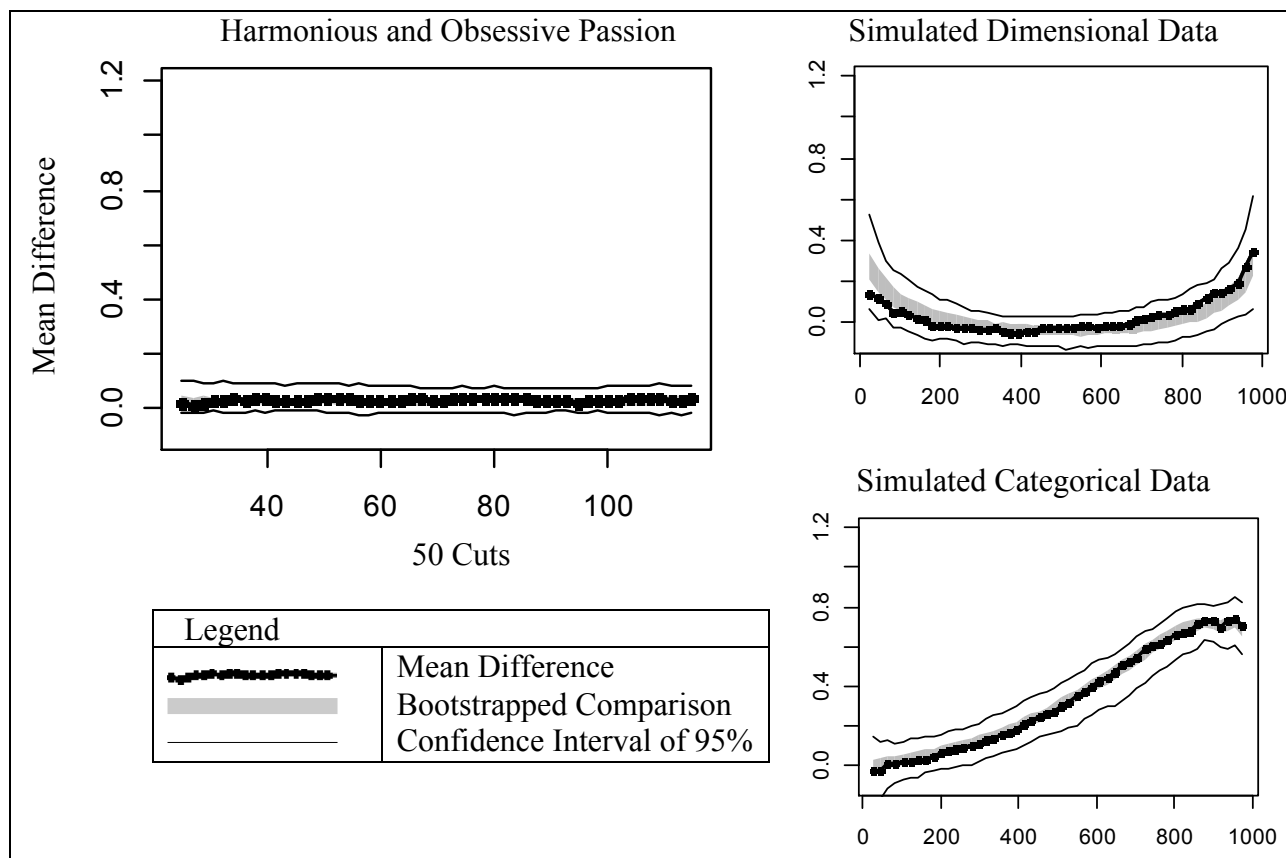 Harmonious and Obsessive Passion
Mean Difference
1.2
0.8
0.4
0.0
40 60 80 100
50 Cuts
Legend
Mean Difference
Bootstrapped Comparison
Confidence Interval of 95%
Simulated Dimensional Data
1.2
0.8
0.4
0.0
0 200 400 600 800 1000
Simulated Categorical Data
1.2
0.8
0.4
0.0
0 200 400 600 800 1000